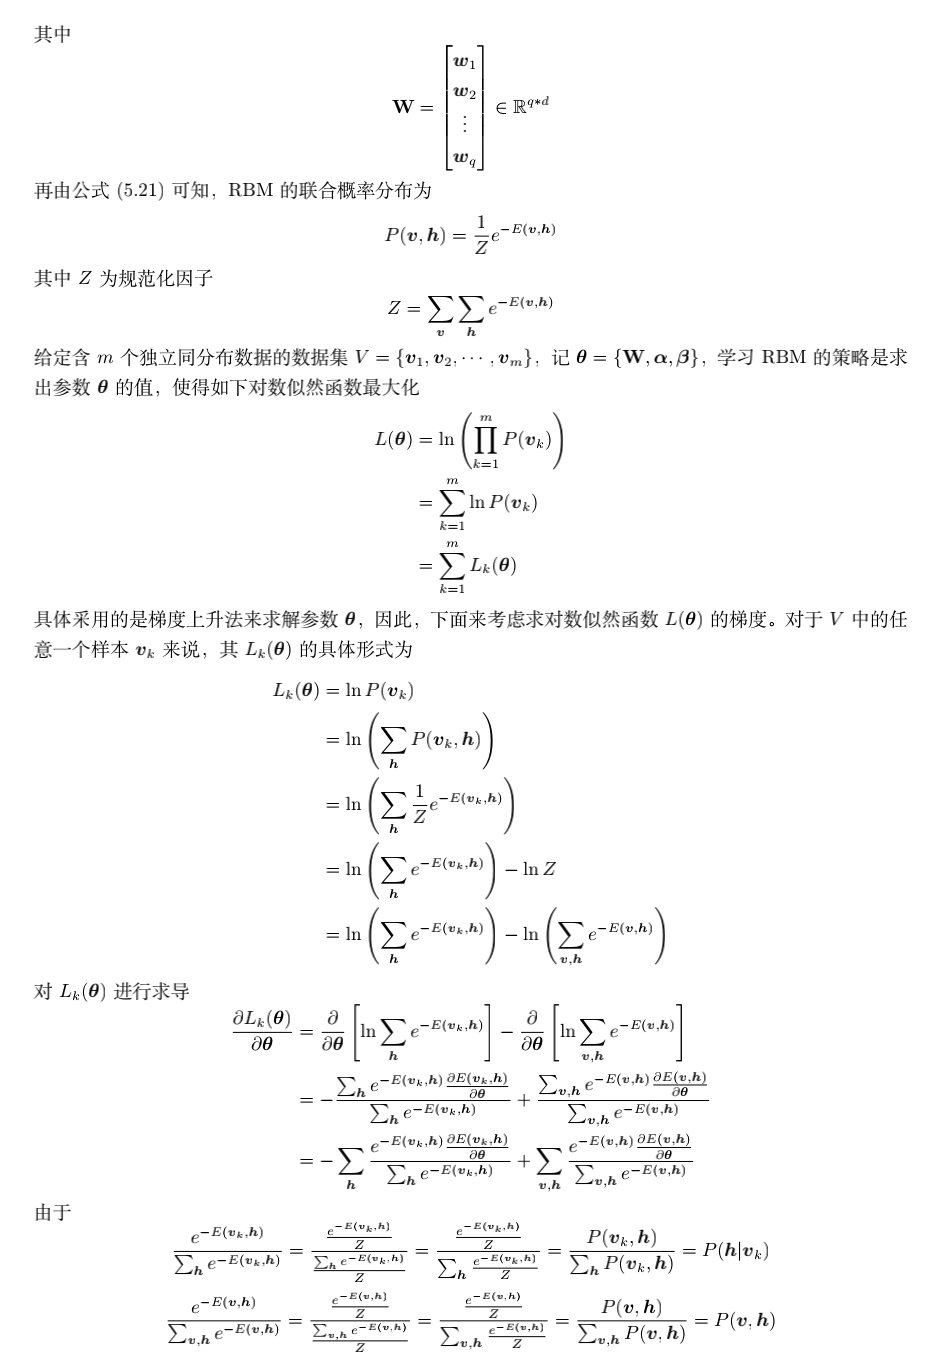 其中
$$\mathbf{W} = \begin{bmatrix} \boldsymbol{w}_1 \\ \boldsymbol{w}_2 \\ \vdots \\ \boldsymbol{w}_q \end{bmatrix} \in \mathbb{R}^{q*d}$$
再由公式 (5.21) 可知，RBM 的联合概率分布为
$$P(\boldsymbol{v}, \boldsymbol{h}) = \frac{1}{Z} e^{-E(\boldsymbol{v}, \boldsymbol{h})}$$
其中 $Z$ 为规范化因子
$$Z = \sum_{\boldsymbol{v}} \sum_{\boldsymbol{h}} e^{-E(\boldsymbol{v}, \boldsymbol{h})}$$
给定含 $m$ 个独立同分布数据的数据集 $V = \{\boldsymbol{v}_1, \boldsymbol{v}_2, \cdots, \boldsymbol{v}_m\}$，记 $\boldsymbol{\theta} = \{\mathbf{W}, \boldsymbol{\alpha}, \boldsymbol{\beta}\}$，学习 RBM 的策略是求
出参数 $\boldsymbol{\theta}$ 的值，使得如下对数似然函数最大化
$$L(\boldsymbol{\theta}) = \ln \left( \prod_{k=1}^{m} P(\boldsymbol{v}_k) \right)$$
$$= \sum_{k=1}^{m} \ln P(\boldsymbol{v}_k)$$
$$= \sum_{k=1}^{m} L_k(\boldsymbol{\theta})$$
具体采用的是梯度上升法来求解参数 $\boldsymbol{\theta}$，因此，下面来考虑求对数似然函数 $L(\boldsymbol{\theta})$ 的梯度。对于 $V$ 中的任
意一个样本 $\boldsymbol{v}_k$ 来说，其 $L_k(\boldsymbol{\theta})$ 的具体形式为
$$L_k(\boldsymbol{\theta}) = \ln P(\boldsymbol{v}_k)$$
$$= \ln \left( \sum_{\boldsymbol{h}} P(\boldsymbol{v}_k, \boldsymbol{h}) \right)$$
$$= \ln \left( \sum_{\boldsymbol{h}} \frac{1}{Z} e^{-E(\boldsymbol{v}_k, \boldsymbol{h})} \right)$$
$$= \ln \left( \sum_{\boldsymbol{h}} e^{-E(\boldsymbol{v}_k, \boldsymbol{h})} \right) - \ln Z$$
$$= \ln \left( \sum_{\boldsymbol{h}} e^{-E(\boldsymbol{v}_k, \boldsymbol{h})} \right) - \ln \left( \sum_{\boldsymbol{v}, \boldsymbol{h}} e^{-E(\boldsymbol{v}, \boldsymbol{h})} \right)$$
对 $L_k(\boldsymbol{\theta})$ 进行求导
$$\frac{\partial L_k(\boldsymbol{\theta})}{\partial \boldsymbol{\theta}} = \frac{\partial}{\partial \boldsymbol{\theta}} \left[ \ln \sum_{\boldsymbol{h}} e^{-E(\boldsymbol{v}_k, \boldsymbol{h})} \right] - \frac{\partial}{\partial \boldsymbol{\theta}} \left[ \ln \sum_{\boldsymbol{v}, \boldsymbol{h}} e^{-E(\boldsymbol{v}, \boldsymbol{h})} \right]$$
$$= -\frac{\sum_{\boldsymbol{h}} e^{-E(\boldsymbol{v}_k, \boldsymbol{h})} \frac{\partial E(\boldsymbol{v}_k, \boldsymbol{h})}{\partial \boldsymbol{\theta}}}{\sum_{\boldsymbol{h}} e^{-E(\boldsymbol{v}_k, \boldsymbol{h})}} + \frac{\sum_{\boldsymbol{v}, \boldsymbol{h}} e^{-E(\boldsymbol{v}, \boldsymbol{h})} \frac{\partial E(\boldsymbol{v}, \boldsymbol{h})}{\partial \boldsymbol{\theta}}}{\sum_{\boldsymbol{v}, \boldsymbol{h}} e^{-E(\boldsymbol{v}, \boldsymbol{h})}}$$
$$= -\sum_{\boldsymbol{h}} \frac{e^{-E(\boldsymbol{v}_k, \boldsymbol{h})} \frac{\partial E(\boldsymbol{v}_k, \boldsymbol{h})}{\partial \boldsymbol{\theta}}}{\sum_{\boldsymbol{h}} e^{-E(\boldsymbol{v}_k, \boldsymbol{h})}} + \sum_{\boldsymbol{v}, \boldsymbol{h}} \frac{e^{-E(\boldsymbol{v}, \boldsymbol{h})} \frac{\partial E(\boldsymbol{v}, \boldsymbol{h})}{\partial \boldsymbol{\theta}}}{\sum_{\boldsymbol{v}, \boldsymbol{h}} e^{-E(\boldsymbol{v}, \boldsymbol{h})}}$$
由于
$$\frac{e^{-E(\boldsymbol{v}_k, \boldsymbol{h})}}{\sum_{\boldsymbol{h}} e^{-E(\boldsymbol{v}_k, \boldsymbol{h})}} = \frac{\frac{e^{-E(\boldsymbol{v}_k, \boldsymbol{h})}}{Z}}{\frac{\sum_{\boldsymbol{h}} e^{-E(\boldsymbol{v}_k, \boldsymbol{h})}}{Z}} = \frac{\frac{e^{-E(\boldsymbol{v}_k, \boldsymbol{h})}}{Z}}{\sum_{\boldsymbol{h}} \frac{e^{-E(\boldsymbol{v}_k, \boldsymbol{h})}}{Z}} = \frac{P(\boldsymbol{v}_k, \boldsymbol{h})}{\sum_{\boldsymbol{h}} P(\boldsymbol{v}_k, \boldsymbol{h})} = P(\boldsymbol{h}|\boldsymbol{v}_k)$$
$$\frac{e^{-E(\boldsymbol{v}, \boldsymbol{h})}}{\sum_{\boldsymbol{v}, \boldsymbol{h}} e^{-E(\boldsymbol{v}, \boldsymbol{h})}} = \frac{\frac{e^{-E(\boldsymbol{v}, \boldsymbol{h})}}{Z}}{\frac{\sum_{\boldsymbol{v}, \boldsymbol{h}} e^{-E(\boldsymbol{v}, \boldsymbol{h})}}{Z}} = \frac{\frac{e^{-E(\boldsymbol{v}, \boldsymbol{h})}}{Z}}{\sum_{\boldsymbol{v}, \boldsymbol{h}} \frac{e^{-E(\boldsymbol{v}, \boldsymbol{h})}}{Z}} = \frac{P(\boldsymbol{v}, \boldsymbol{h})}{\sum_{\boldsymbol{v}, \boldsymbol{h}} P(\boldsymbol{v}, \boldsymbol{h})} = P(\boldsymbol{v}, \boldsymbol{h})$$